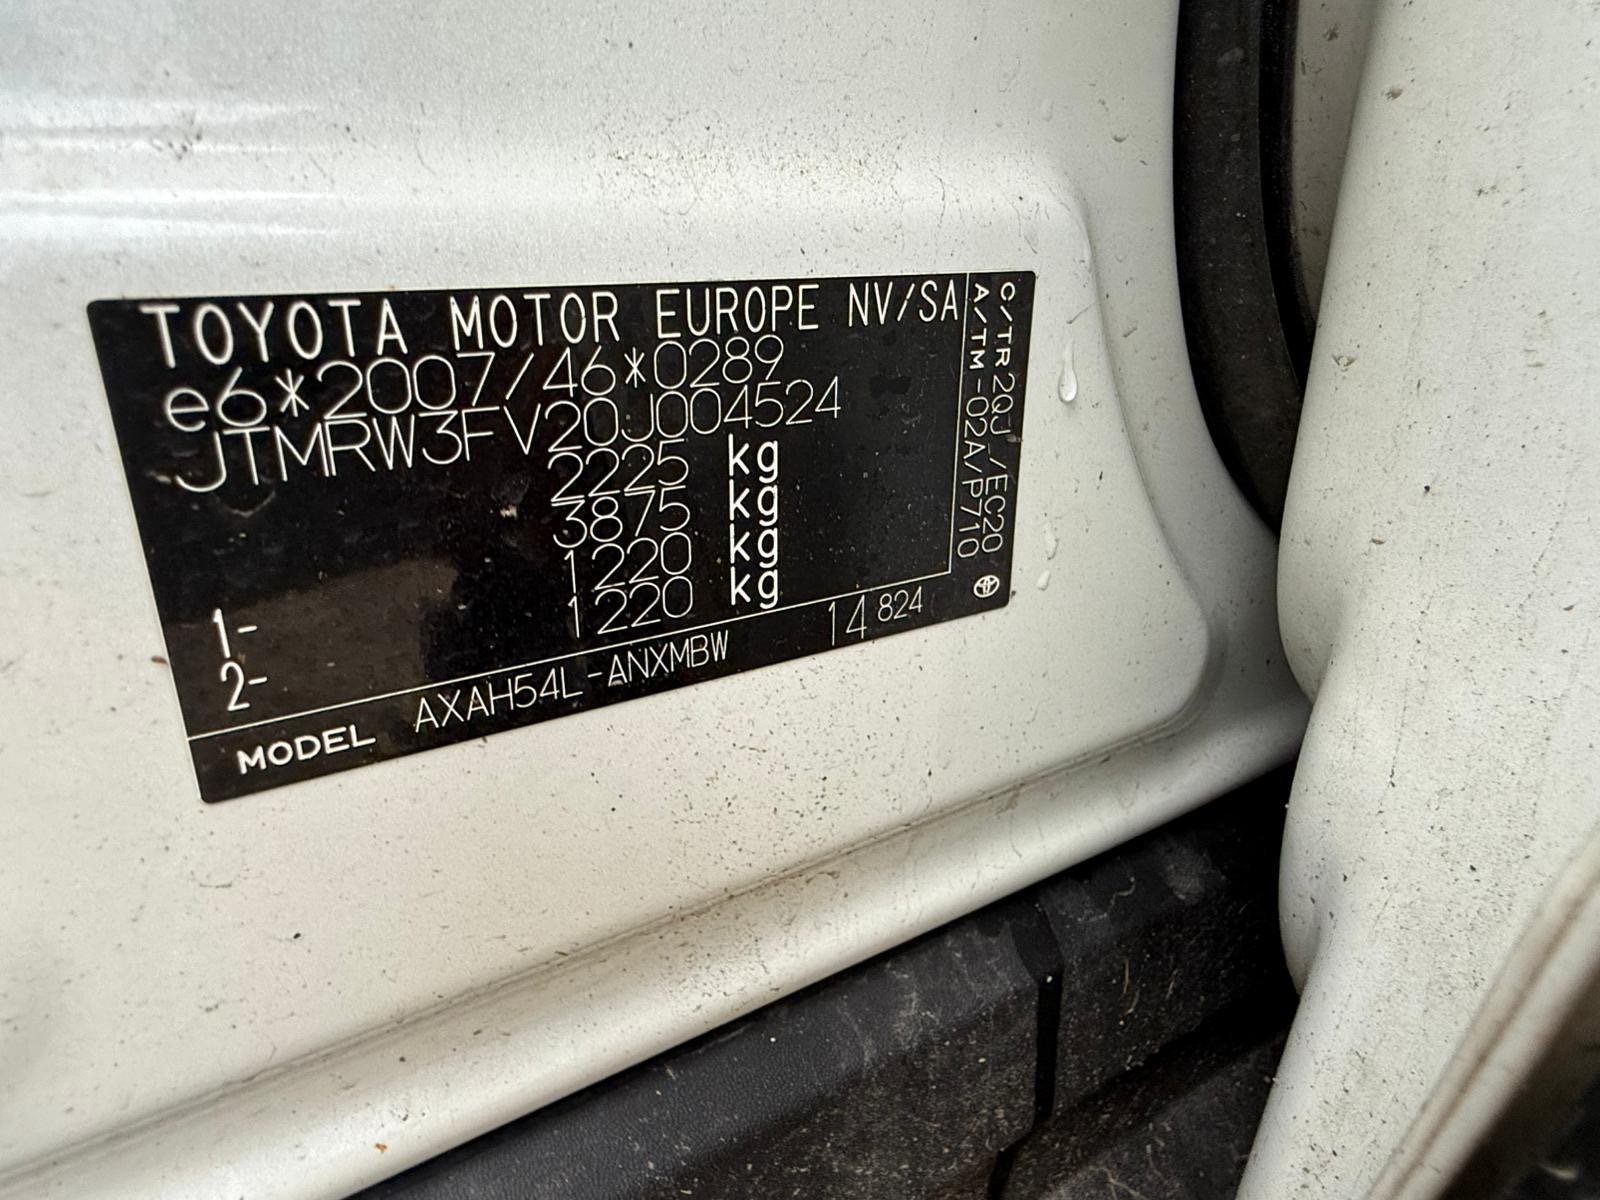 TOYOTA MOTOR EUROPE NV/SA
e6*2007/46*0289
JTMRW3FV20J004524
2225 kg
3875 kg
1- 1220 kg
2- 1220 kg
MODEL AXAH54L-ANXMBW 14 824
C/TR 2QJ/EC20
A/TM-02A/P710